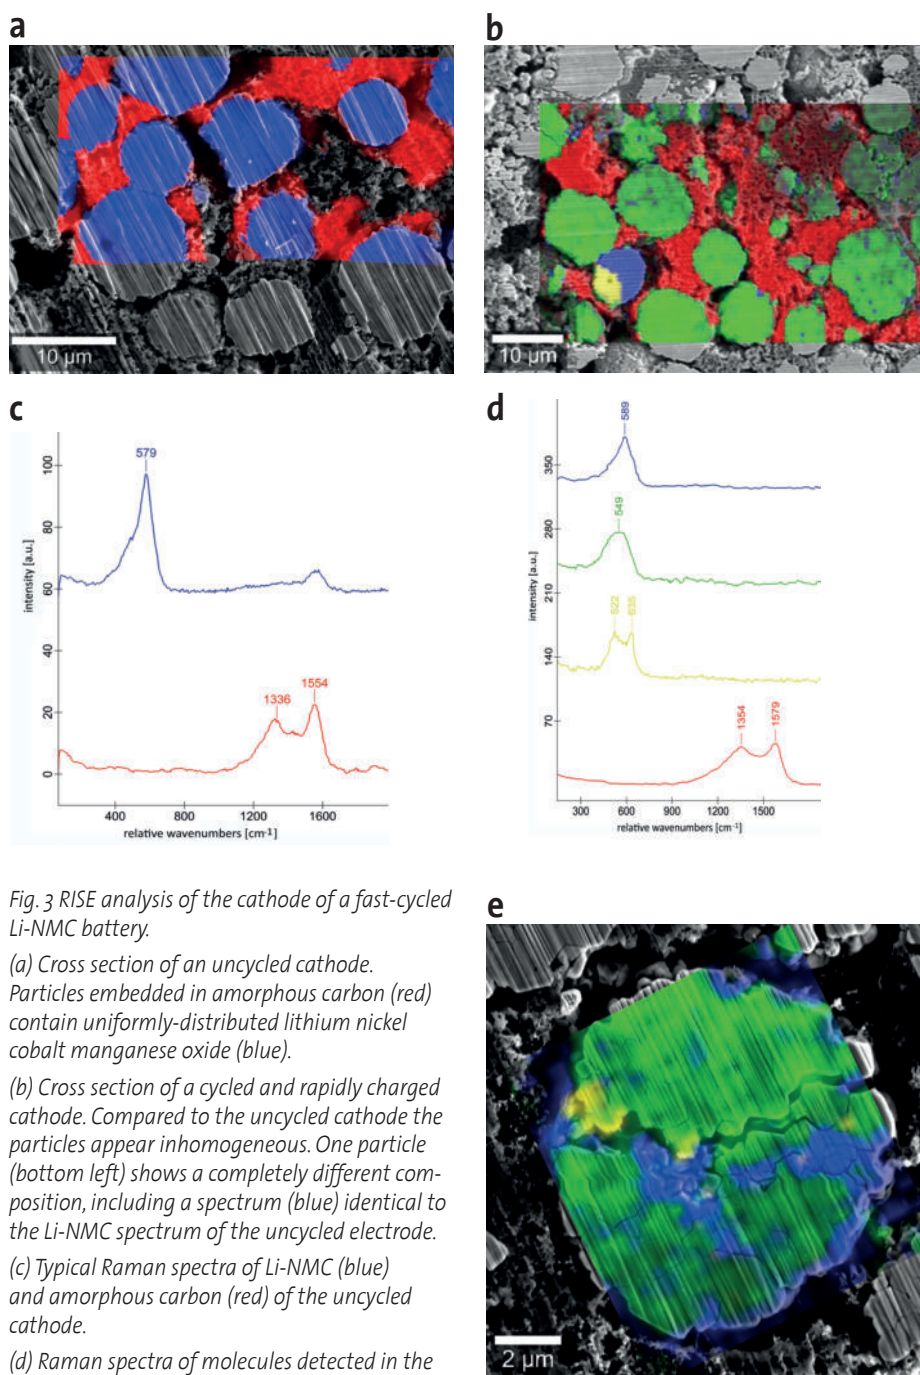 a
b
10 µm
10 µm
c
d
579
1336
1554
intensity [a.u.]
100
80
60
40
20
0
400
800
1200
1600
relative wavenumbers [cm-1]
589
549
522
635
1354
1579
intensity [a.u.]
350
280
210
140
70
300
600
900
1200
1500
relative wavenumbers [cm-1]
Fig. 3 RISE analysis of the cathode of a fast-cycled
Li-NMC battery.
(a) Cross section of an uncycled cathode.
Particles embedded in amorphous carbon (red)
contain uniformly-distributed lithium nickel
cobalt manganese oxide (blue).
(b) Cross section of a cycled and rapidly charged
cathode. Compared to the uncycled cathode the
particles appear inhomogeneous. One particle
(bottom left) shows a completely different com-
position, including a spectrum (blue) identical to
the Li-NMC spectrum of the uncycled electrode.
(c) Typical Raman spectra of Li-NMC (blue)
and amorphous carbon (red) of the uncycled
cathode.
(d) Raman spectra of molecules detected in the
e
2 µm